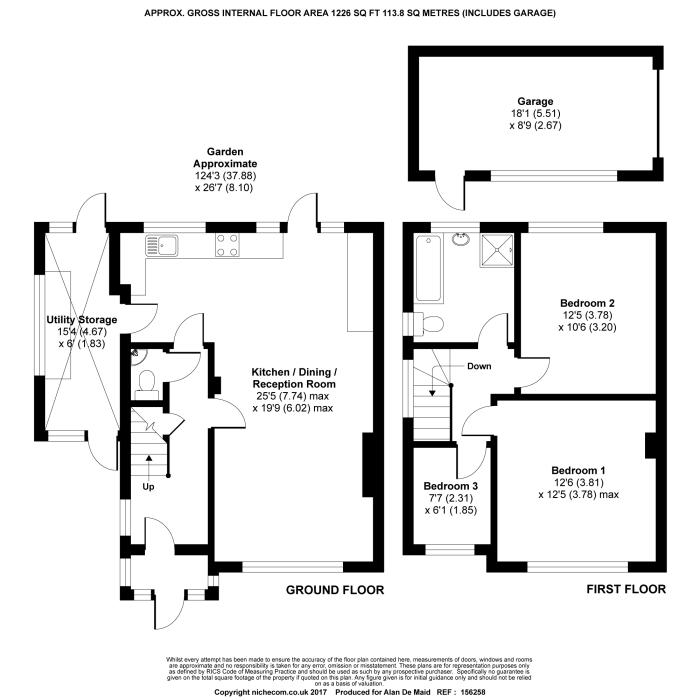 APPROX. GROSS INTERNAL FLOOR AREA 1226 SQ FT 113.8 SQ METRES (INCLUDES GARAGE)
Garage
18'1 (5.51)
x 8'9 (2.67)
Garden
Approximate
124'3 (37.88)
x 26'7 (8.10)
Utility Storage
15'4 (4.67)
x 6' (1.83)
Kitchen / Dining /
Reception Room
25'5 (7.74) max
x 19'9 (6.02) max
Up
GROUND FLOOR
Bedroom 2
12'5 (3.78)
x 10'6 (3.20)
Down
Bedroom 1
12'6 (3.81)
x 12'5 (3.78) max
Bedroom 3
7'7 (2.31)
x 6'1 (1.85)
FIRST FLOOR
Whilst every attempt has been made to ensure the accuracy of the floor plan contained here, measurements of doors, windows and rooms
are approximate and no responsibility is taken for any error, omission or misstatement. These plans are for representation purposes only
as defined by RICS Code of Measuring Practice and should be used as such by any prospective purchaser. Specifically no guarantee is
given on the total square footage of the property if quoted on this plan. Any figure given is for initial guidance only and should not be relied
on as a basis of valuation.
Copyright nichecom.co.uk 2017 Produced for Alan De Maid REF : 156258